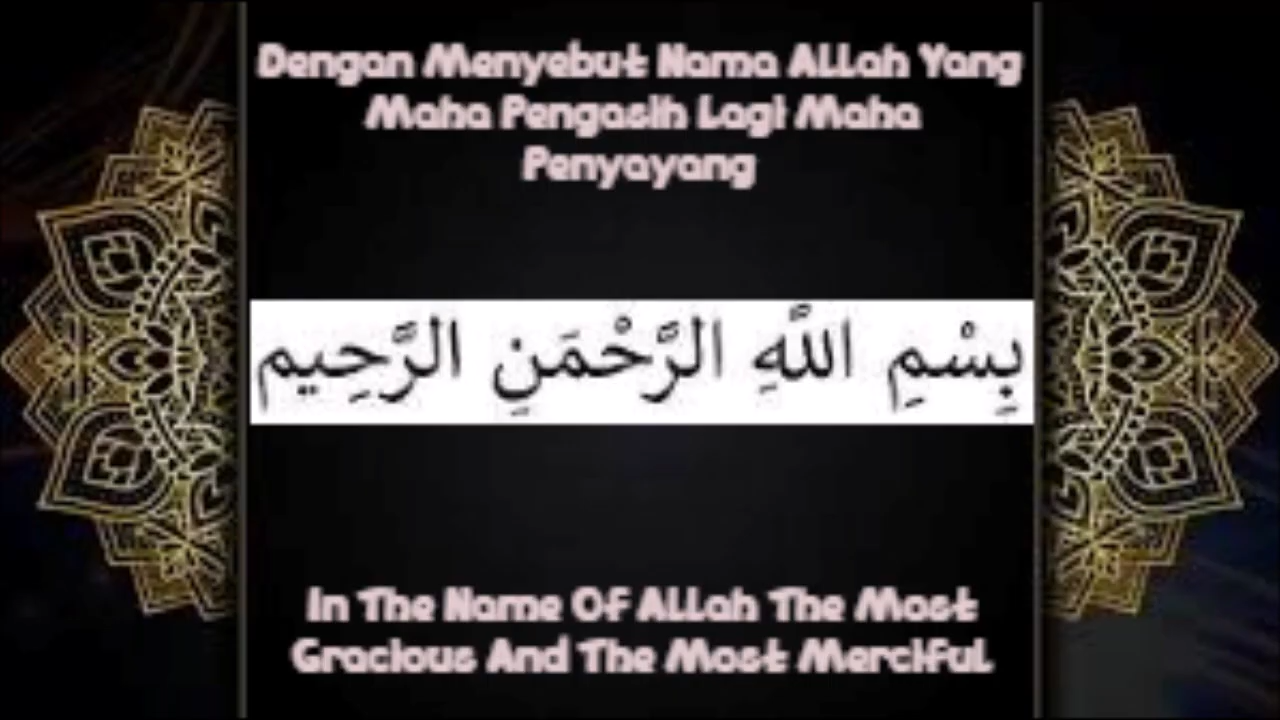 Dengan Menyebut Nama ALLah Yang
Maha Pengasih Lagi Maha
Penyayang
بِسْمِ اللَّهِ الرَّحْمَنِ الرَّحِيم
In The Name Of ALLah The Most
Gracious And The Most MercifuL